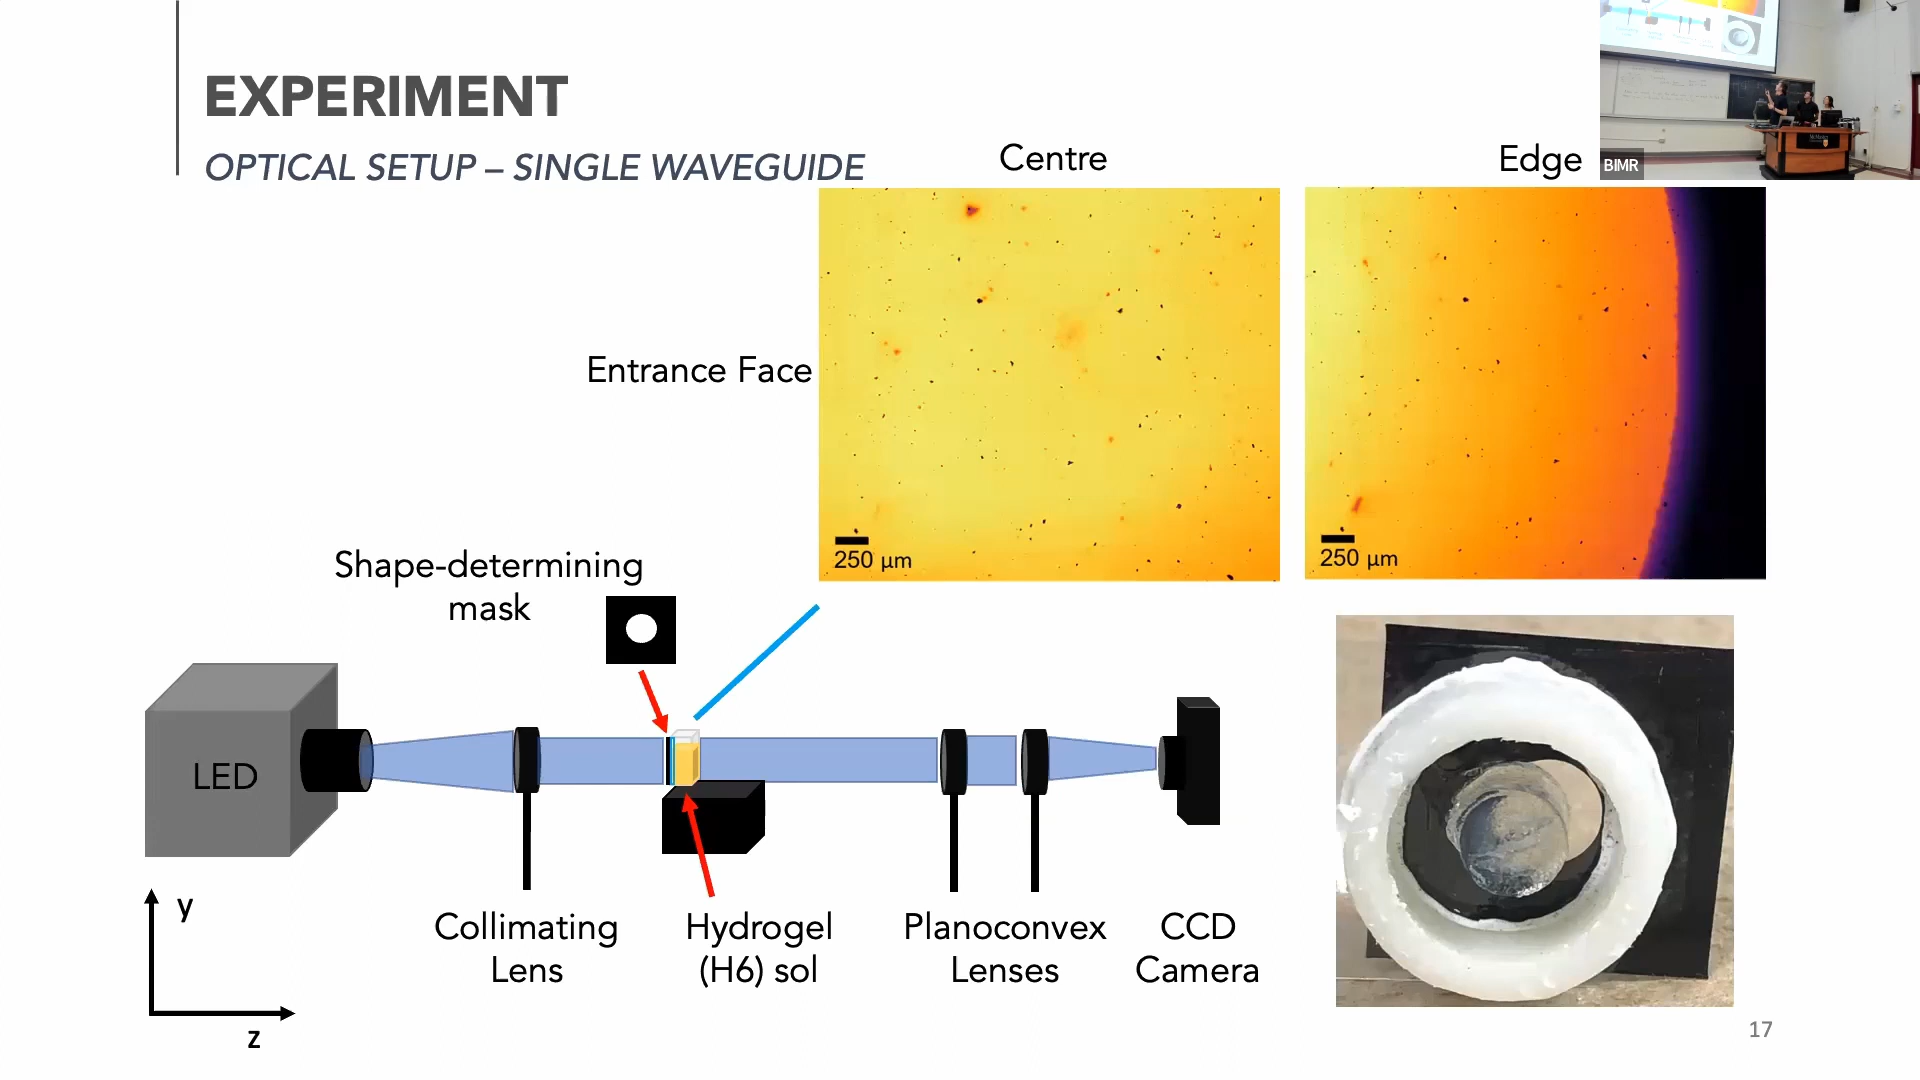 EXPERIMENT
OPTICAL SETUP – SINGLE WAVEGUIDE
Centre
Edge
BIMR
Entrance Face
250 µm
250 µm
Shape-determining
mask
LED
y
z
Collimating
Lens
Hydrogel
(H6) sol
Planoconvex
Lenses
CCD
Camera
17